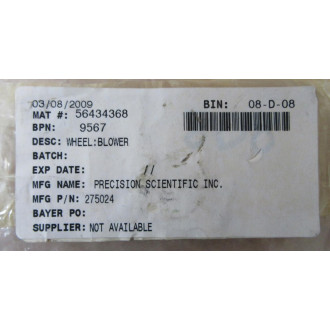 03/08/2009 BIN: 08-D-08
MAT #: 56434368
BPN: 9567
DESC: WHEEL:BLOWER
BATCH:
EXP DATE:
MFG NAME: PRECISION SCIENTIFIC INC.
MFG P/N: 275024
BAYER PO:
SUPPLIER: NOT AVAILABLE